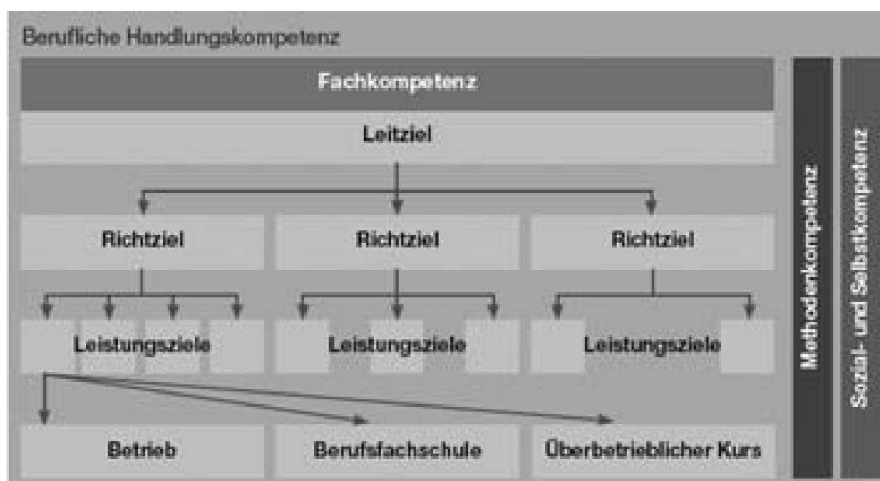 Berufliche Handlungskompetenz
Fachkompetenz
Leitziel
Richtziel Richtziel Richtziel
Leistungsziele Leistungsziele Leistungsziele
Betrieb Berufsfachschule Überbetrieblicher Kurs
Methodenkompetenz
Sozial- und Selbstkompetenz